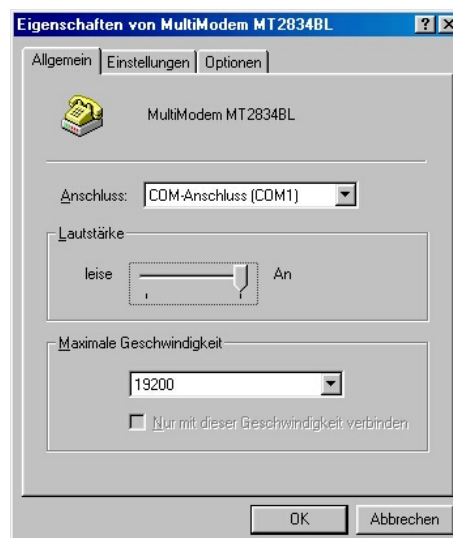 Eigenschaften von MultiModem MT2834BL
Allgemein Einstellungen Optionen
MultiModem MT2834BL
Anschluss: COM-Anschluss (COM1)
Lautstärke
leise An
Maximale Geschwindigkeit
19200
Nur mit dieser Geschwindigkeit verbinden
OK Abbrechen